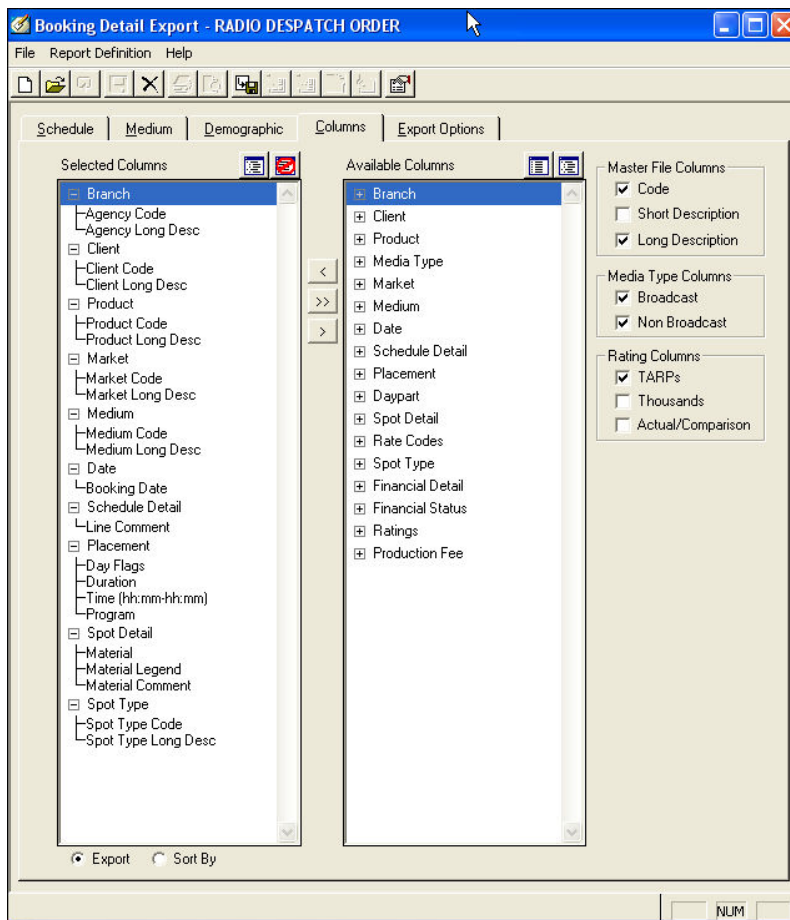 Booking Detail Export - RADIO DESPATCH ORDER
File Report Definition Help
Schedule Medium Demographic Columns Export Options
Selected Columns
Branch
Agency Code
Agency Long Desc
Client
Client Code
Client Long Desc
Product
Product Code
Product Long Desc
Market
Market Code
Market Long Desc
Medium
Medium Code
Medium Long Desc
Date
Booking Date
Schedule Detail
Line Comment
Placement
Day Flags
Duration
Time (hh:mm-hh:mm)
Program
Spot Detail
Material
Material Legend
Material Comment
Spot Type
Spot Type Code
Spot Type Long Desc
Export Sort By
<
>>
>
Available Columns
Branch
Client
Product
Media Type
Market
Medium
Date
Schedule Detail
Placement
Daypart
Spot Detail
Rate Codes
Spot Type
Financial Detail
Financial Status
Ratings
Production Fee
Master File Columns
Code
Short Description
Long Description
Media Type Columns
Broadcast
Non Broadcast
Rating Columns
TARPs
Thousands
Actual/Comparison
NUM